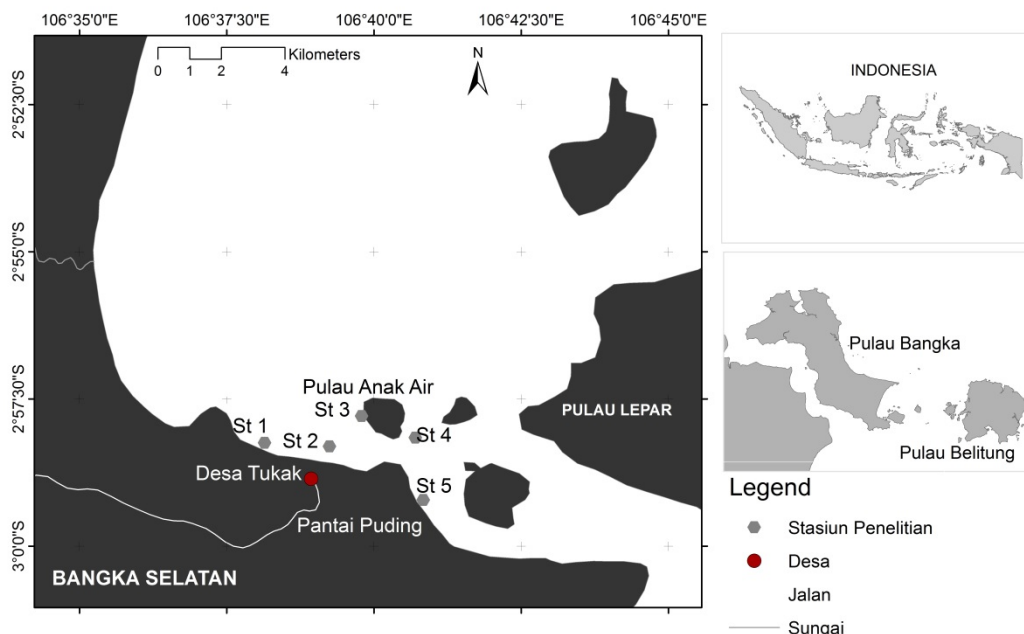 106°35'0"E 106°37'30"E 106°40'0"E 106°42'30"E 106°45'0"E
Kilometers
0 1 2 4
N
2°52'30"S
2°55'0"S
2°57'30"S
3°0'0"S
Pulau Anak Air
St 3
St 1
St 2
St 4
PULAU LEPAR
Desa Tukak
St 5
Pantai Puding
BANGKA SELATAN
INDONESIA
Pulau Bangka
Pulau Belitung
Legend
Stasiun Penelitian
Desa
Jalan
Sungai